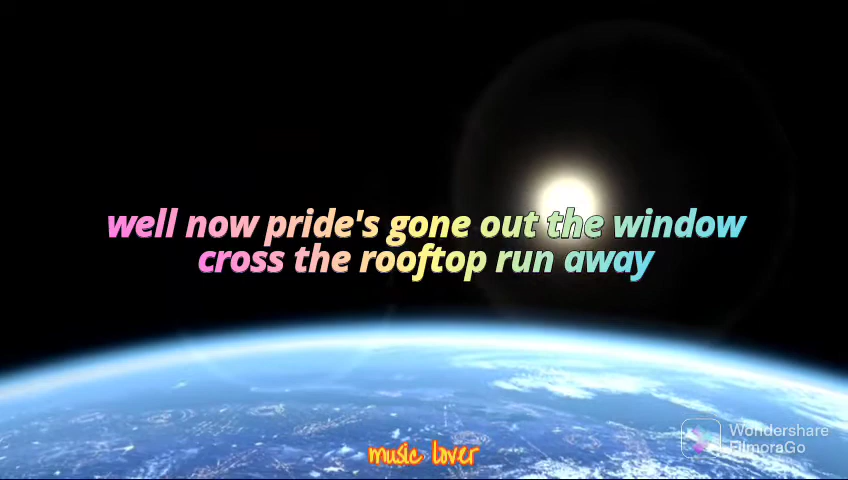 well now pride's gone out the window
cross the rooftop run away
Wondershare
FilmoraGo
music lover